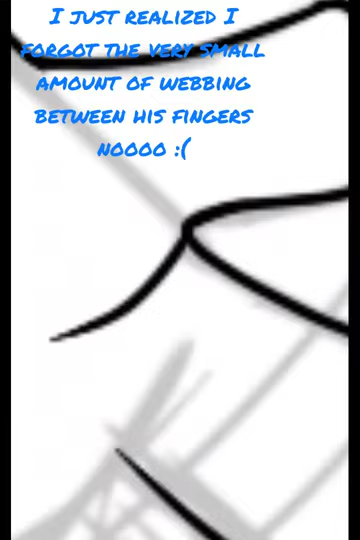 I just realized I
forgot the very small
amount of webbing
between his fingers
noooo :(